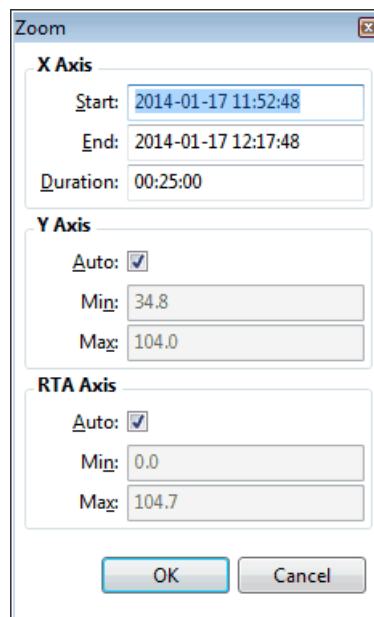 Zoom
X Axis
Start: 2014-01-17 11:52:48
End: 2014-01-17 12:17:48
Duration: 00:25:00
Y Axis
Auto:
Min: 34.8
Max: 104.0
RTA Axis
Auto:
Min: 0.0
Max: 104.7
OK Cancel